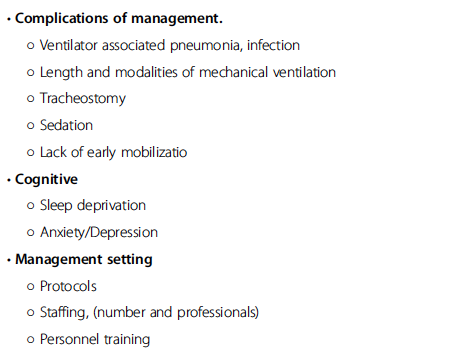 • Complications of management.
○ Ventilator associated pneumonia, infection
○ Length and modalities of mechanical ventilation
○ Tracheostomy
○ Sedation
○ Lack of early mobilizatio
• Cognitive
○ Sleep deprivation
○ Anxiety/Depression
• Management setting
○ Protocols
○ Staffing, (number and professionals)
○ Personnel training